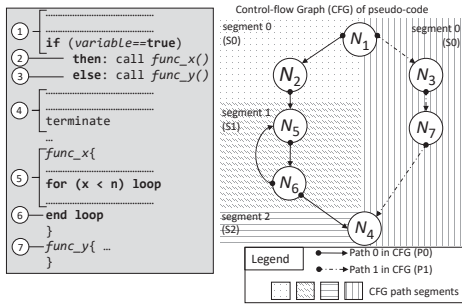 Control-flow Graph (CFG) of pseudo-code
1
if (variable==true)
2
then: call func_x()
3
else: call func_y()
4
terminate
…
func_x{
5
for (x < n) loop
6
end loop
}
7
func_y{ …
}
segment 0
(S0)
segment 0
(S0)
N1
N2
N3
segment 1
(S1)
N5
N7
N6
segment 2
(S2)
N4
Legend
Path 0 in CFG (P0)
Path 1 in CFG (P1)
CFG path segments